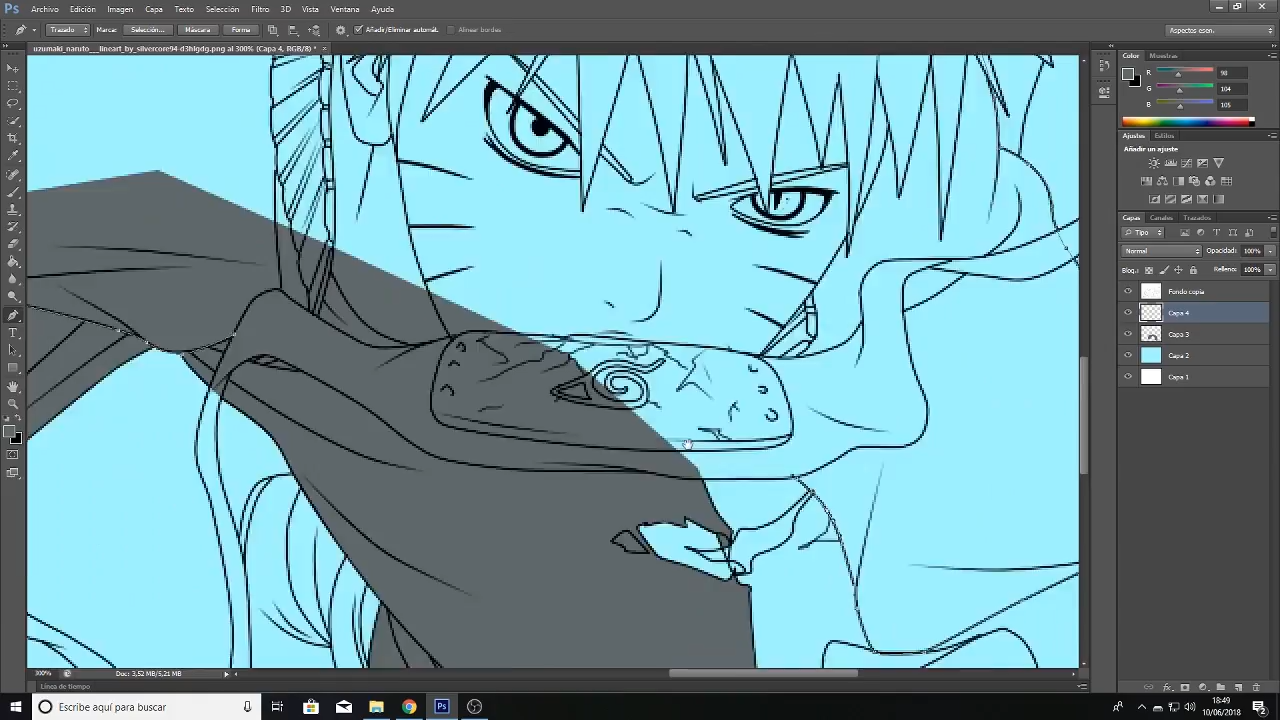 Ps Archivo Edición Imagen Capa Texto Selección Filtro 3D Vista Ventana Ayuda
Trazado Marca: Selección... Máscara Forma Añadir/Eliminar automát. Alinear bordes Aspectos esen.
uzumaki_naruto__lineart_by_silvercore94-d3hlgdg.png al 300% (Capa 4, RGB/8) *
Color Muestras
R 98
G 104
B 105
Ajustes Estilos
Añadir un ajuste
Capas Canales Trazados
Tipo
Normal Opacidad: 100%
Bloq.: Relleno: 100%
Fondo copia
Capa 4
Capa 3
Capa 2
Capa 1
300% Doc: 3,52 MB/5,21 MB
Línea de tiempo
Escribe aquí para buscar
18:49
10/06/2018